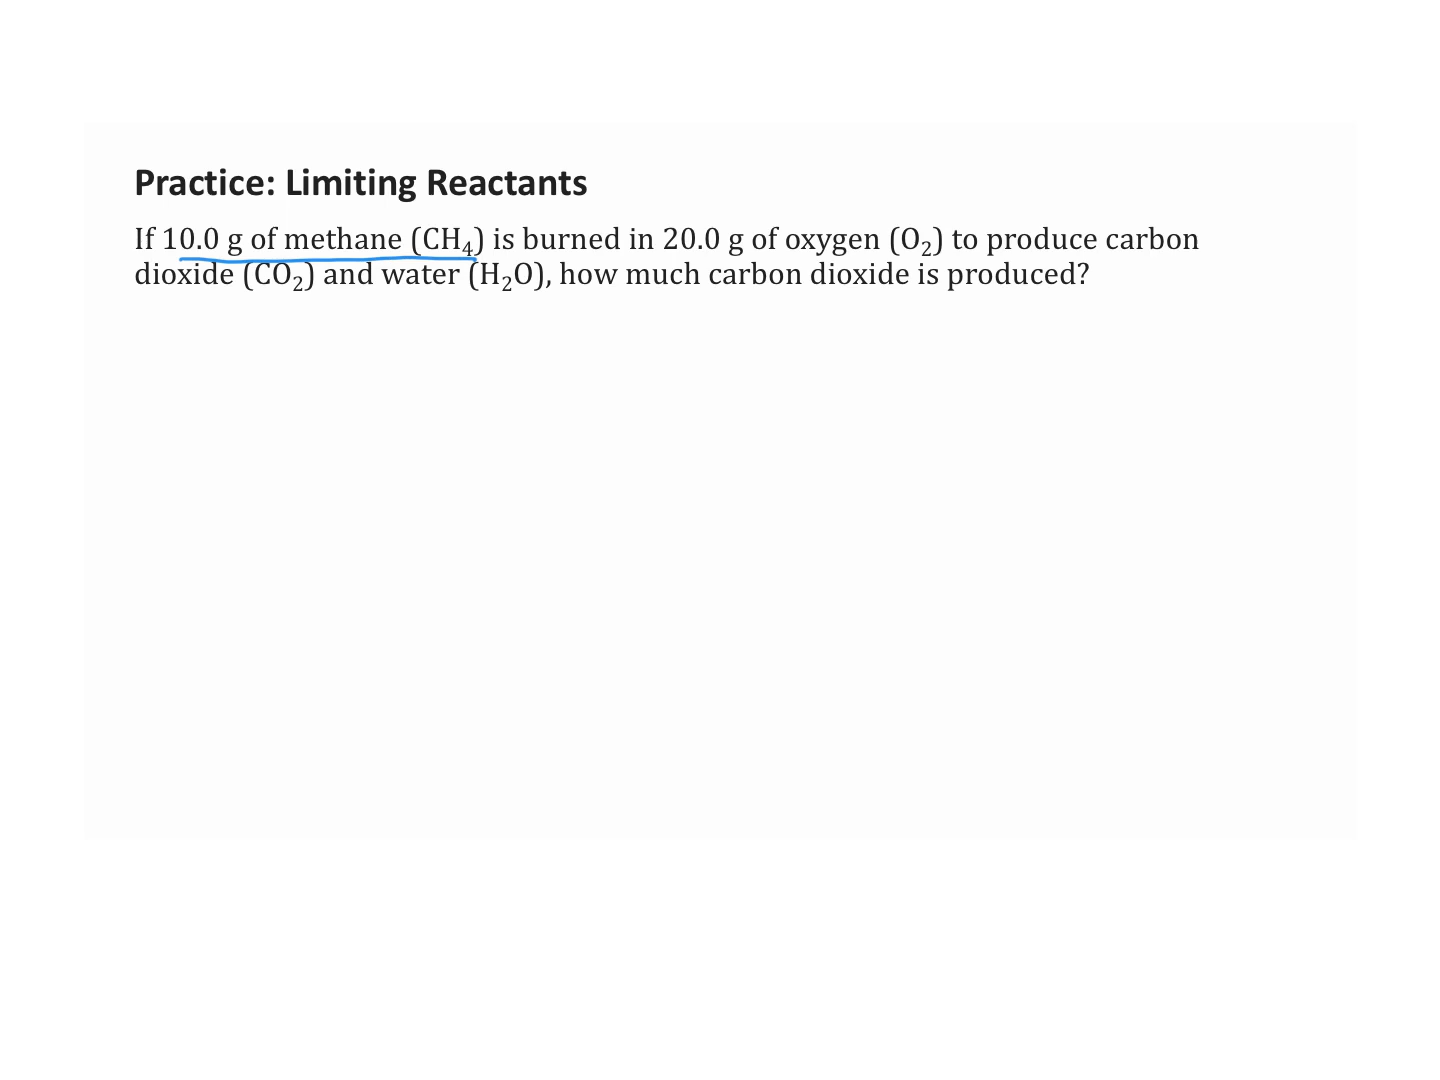 Practice: Limiting Reactants
If 10.0 g of methane (CH₄) is burned in 20.0 g of oxygen (O₂) to produce carbon
dioxide (CO₂) and water (H₂O), how much carbon dioxide is produced?